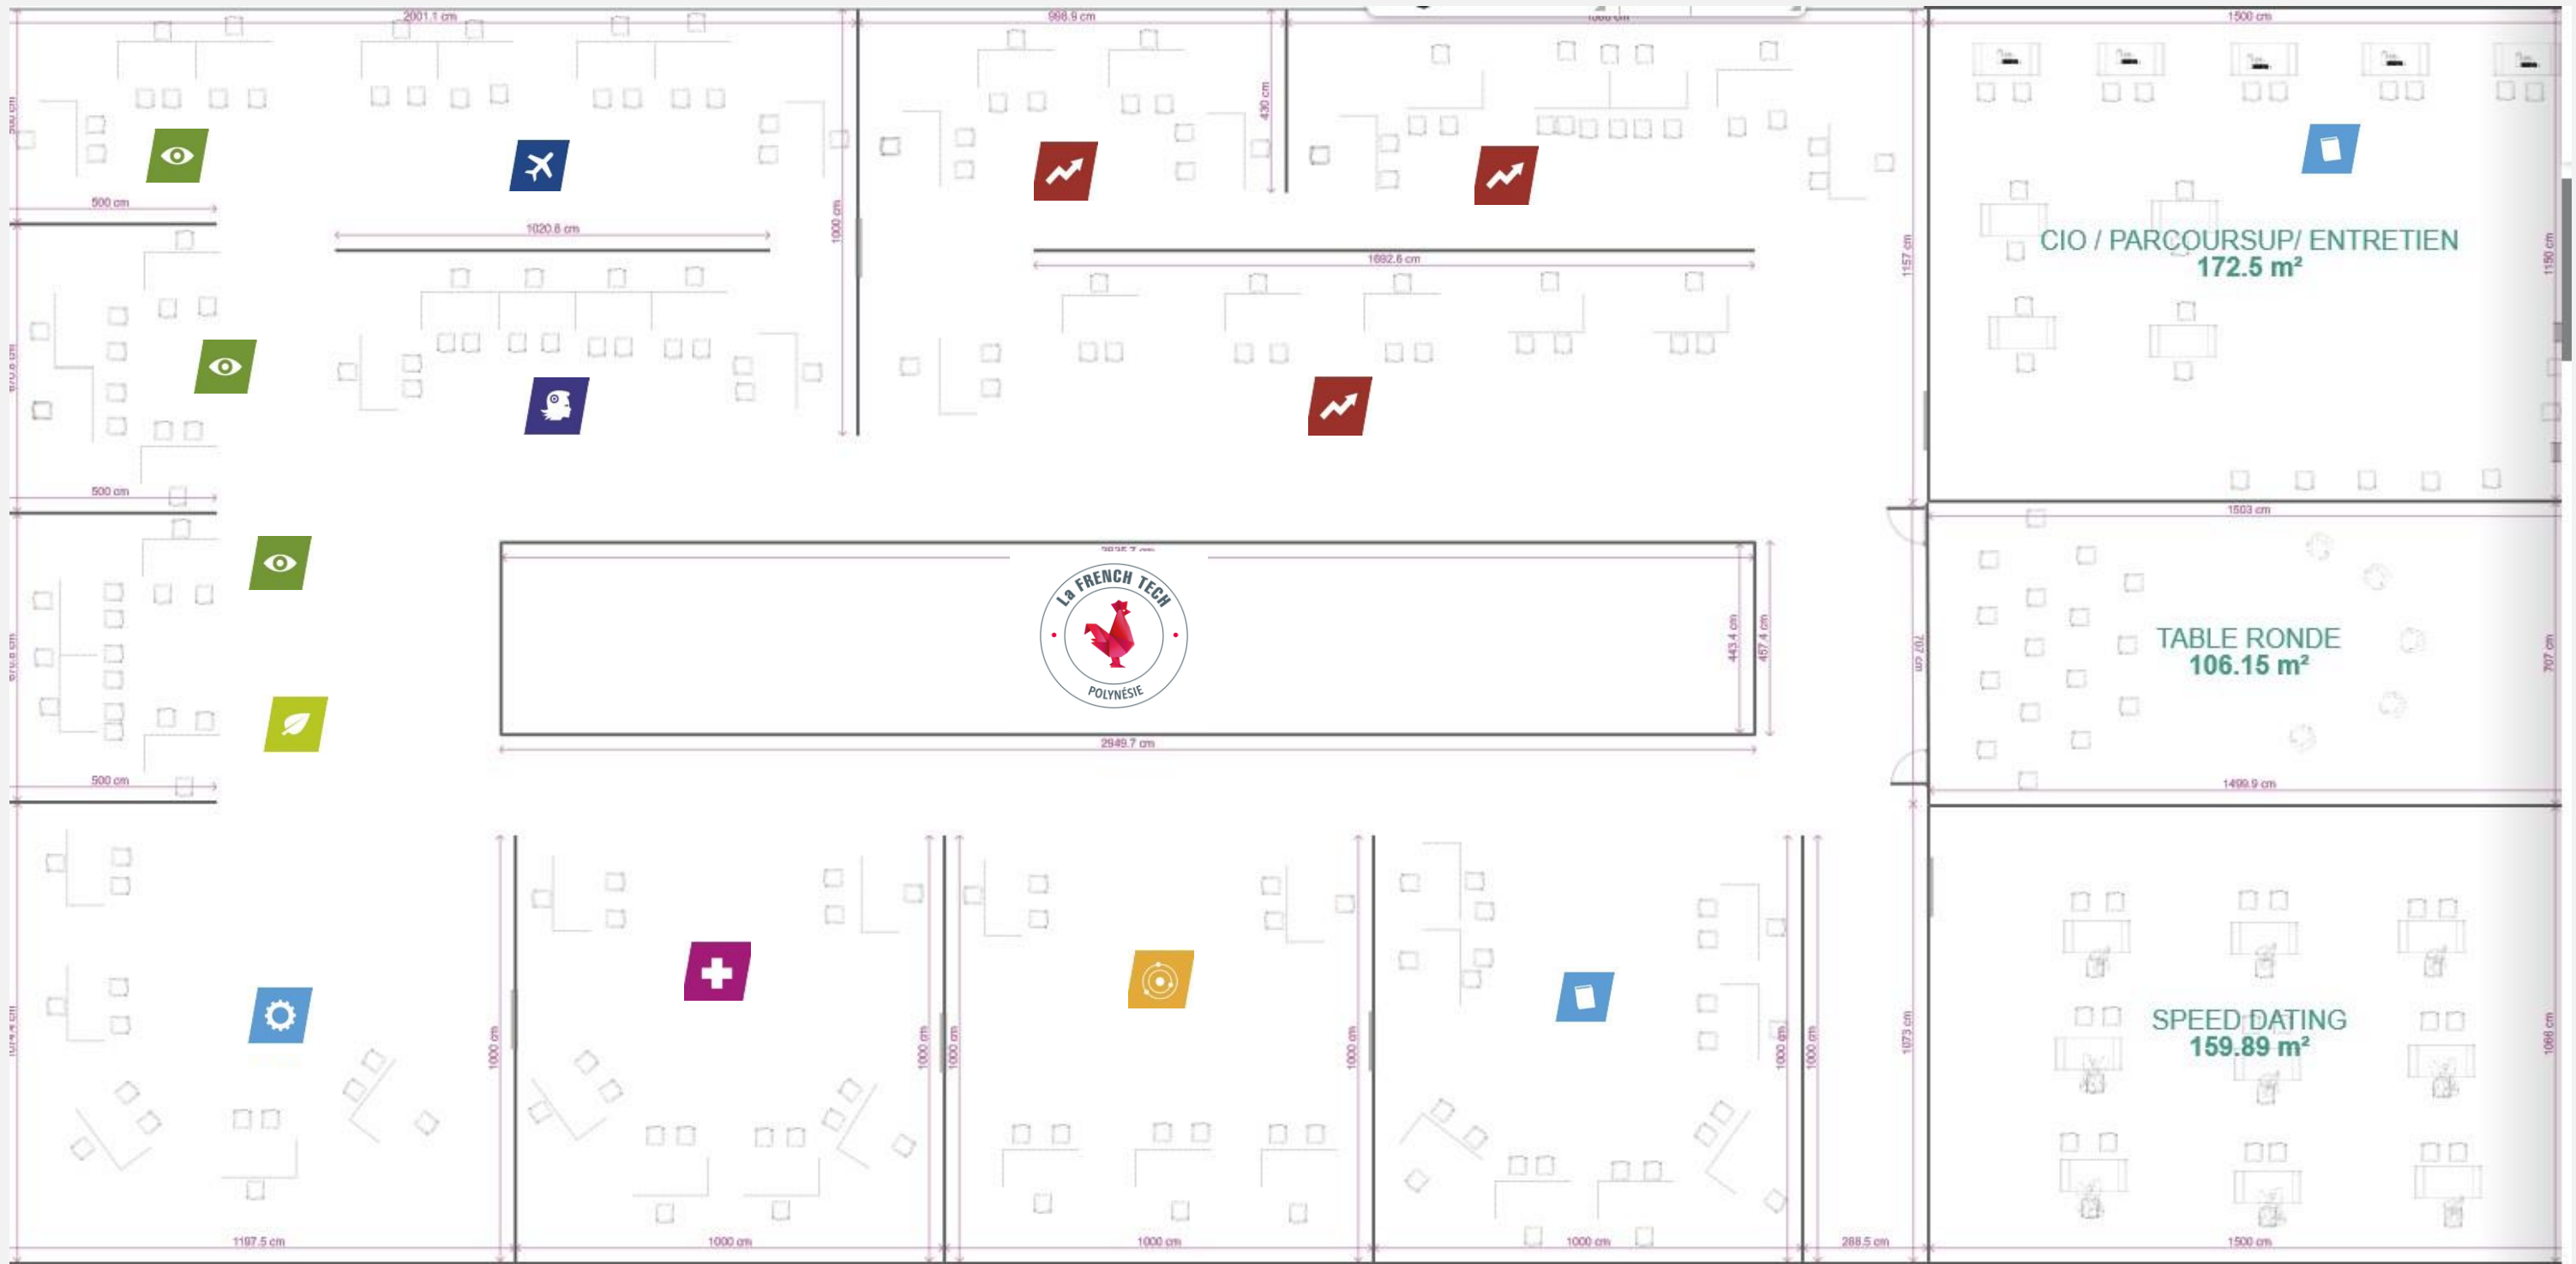 2001.1 cm
998.9 cm
1500 cm
430 cm
500 cm
1020.6 cm
1000 cm
1692.6 cm
1157 cm
CIO / PARCOURSUP/ ENTRETIEN
172.5 m²
1150 cm
500 cm
1503 cm
La FRENCH TECH
POLYNÉSIE
443.4 cm
457.4 cm
2949.7 cm
707 cm
TABLE RONDE
106.15 m²
707 cm
500 cm
1499.9 cm
1000 cm
1000 cm
1000 cm
1000 cm
1000 cm
1000 cm
1073 cm
SPEED DATING
159.89 m²
1066 cm
1197.5 cm
1000 cm
1000 cm
1000 cm
288.5 cm
1500 cm